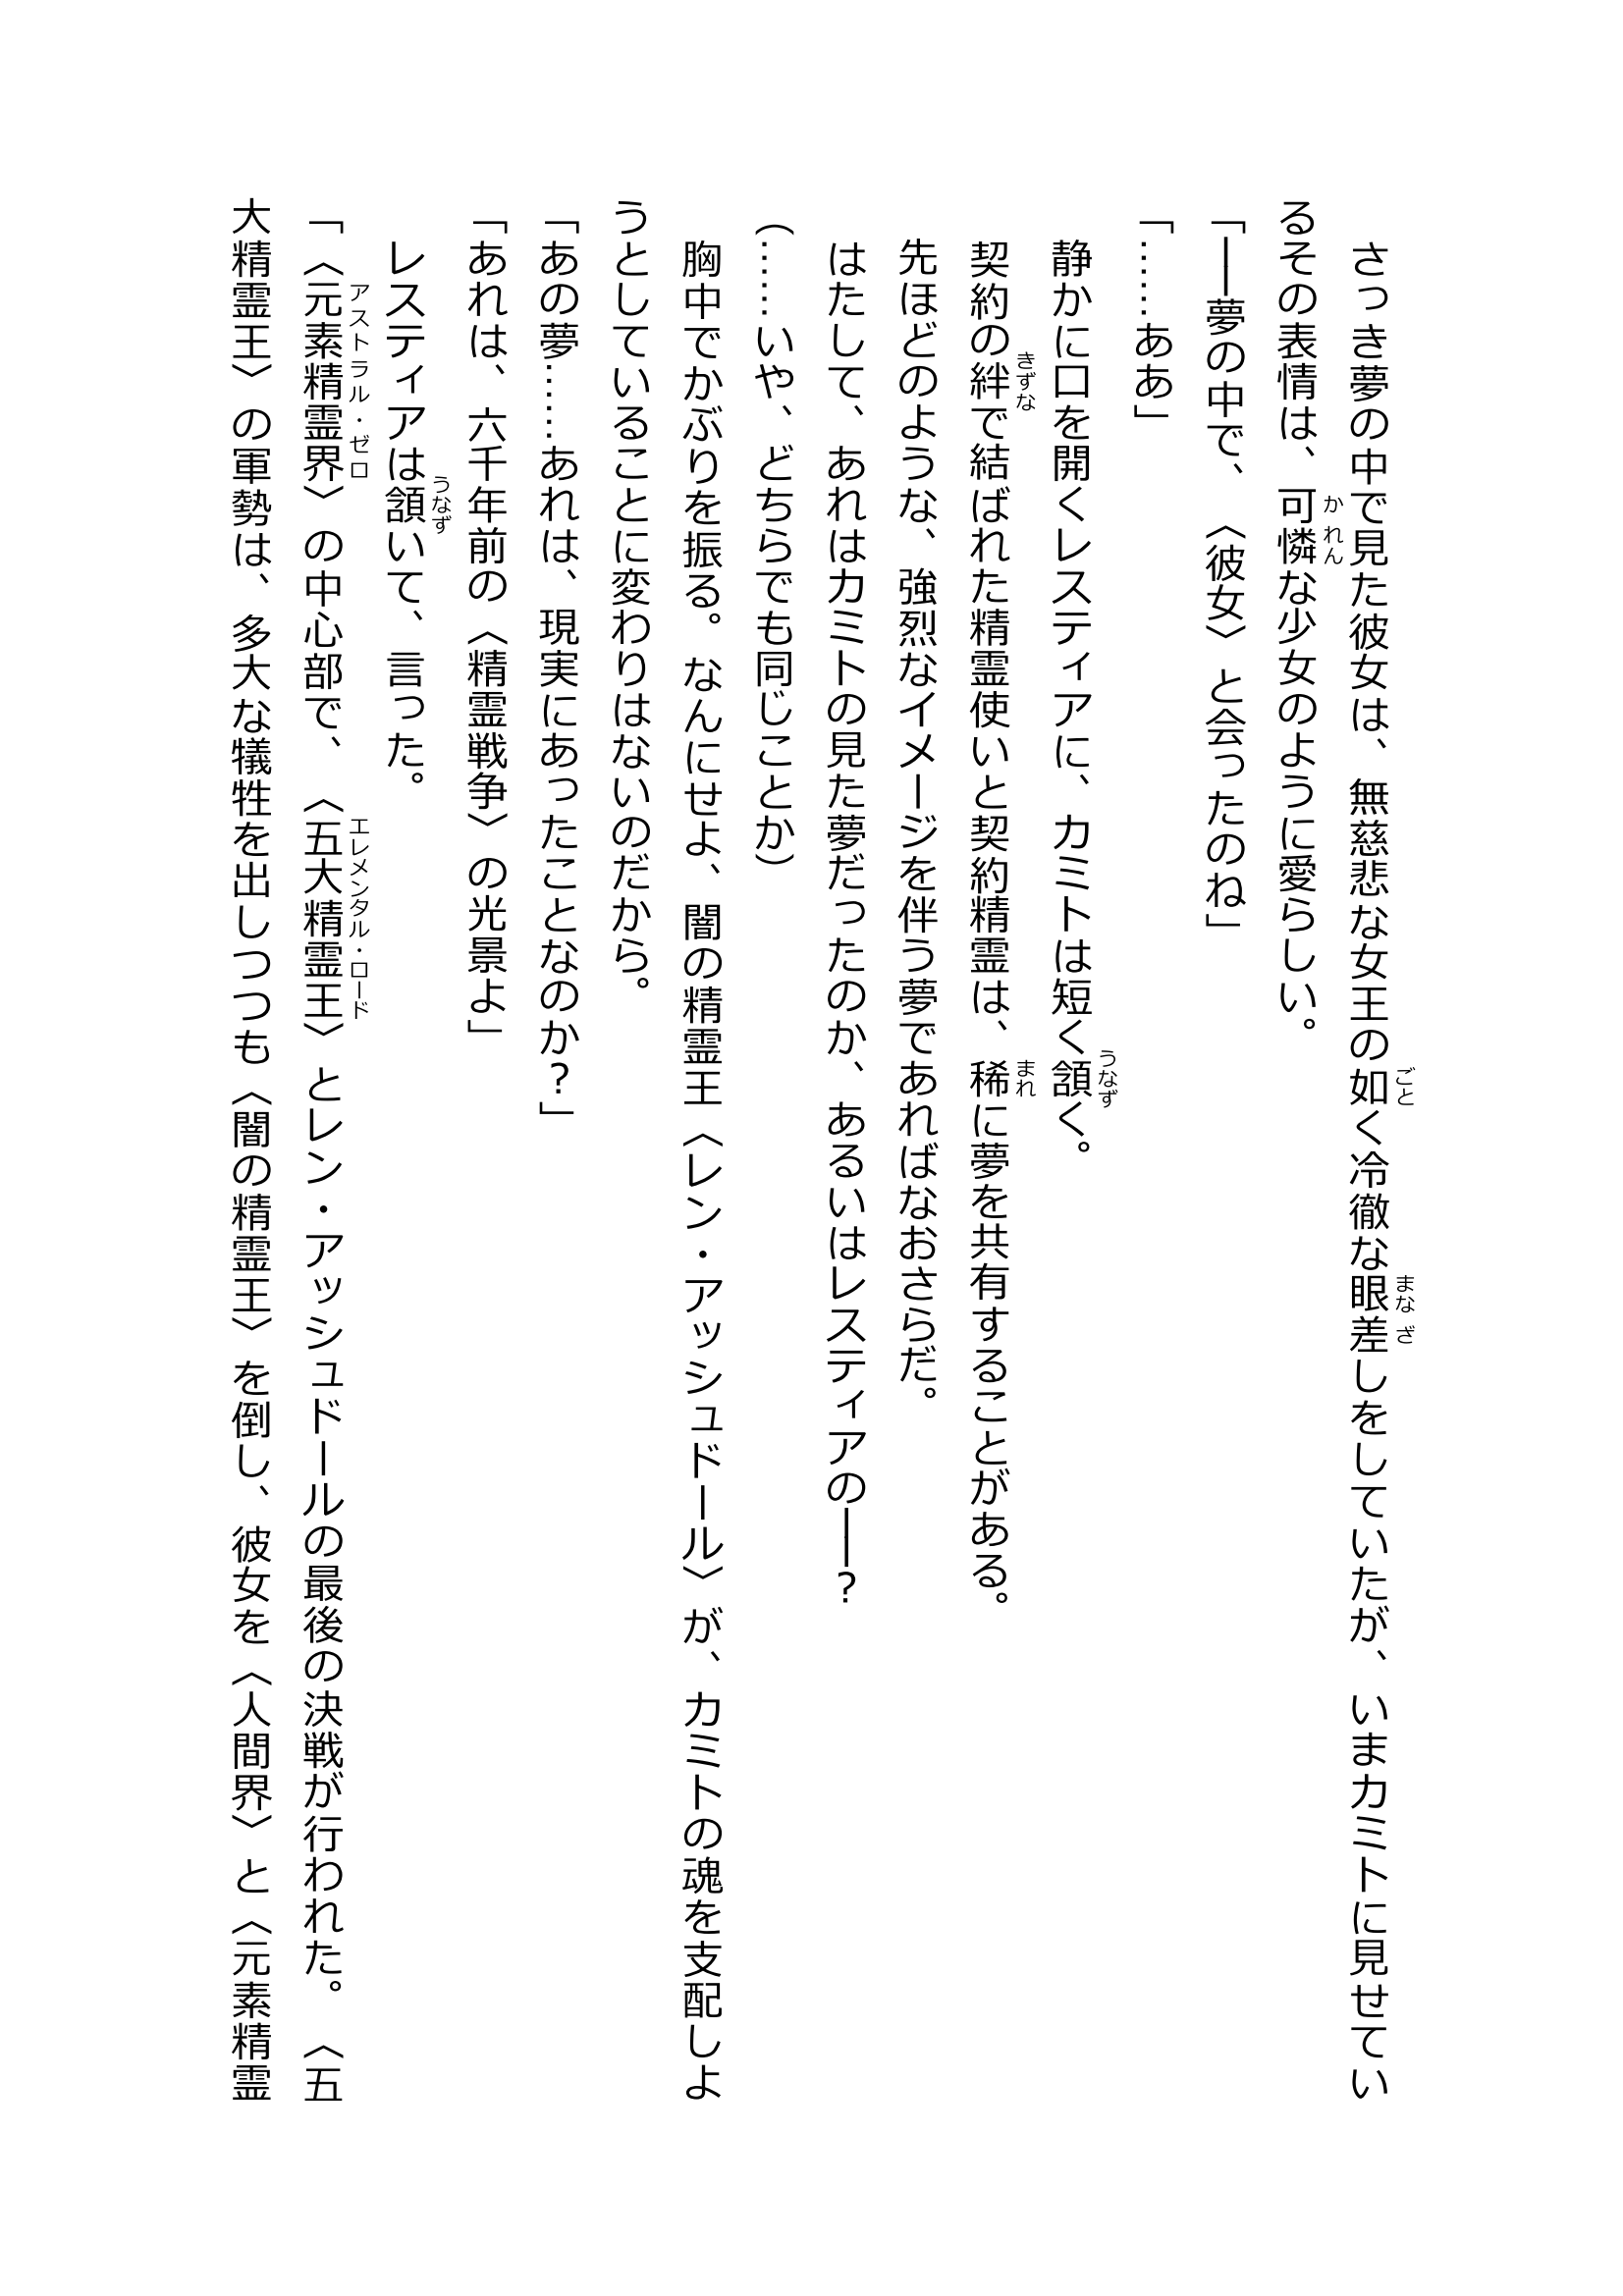 さっき夢の中で見た彼女は、無慈悲な女王の如く冷徹な眼差しをしていたが、いまカミトに見せてい
るその表情は、可憐な少女のように愛らしい。
「――夢の中で、〈彼女〉と会ったのね」
「……ああ」
静かに口を開くレスティアに、カミトは短く頷く。
契約の絆で結ばれた精霊使いと契約精霊は、稀に夢を共有することがある。
先ほどのような、強烈なイメージを伴う夢であればなおさらだ。
はたして、あれはカミトの見た夢だったのか、あるいはレスティアの――？
（……いや、どちらでも同じことか）
胸中でかぶりを振る。なんにせよ、闇の精霊王〈レン・アッシュドール〉が、カミトの魂を支配しよ
うとしていることに変わりはないのだから。
「あの夢……あれは、現実にあったことなのか？」
「あれは、六千年前の〈精霊戦争〉の光景よ」
レスティアは頷いて、言った。
「〈元素精霊界〉の中心部で、〈五大精霊王〉とレン・アッシュドールの最後の決戦が行われた。〈五
大精霊王〉の軍勢は、多大な犠牲を出しつつも〈闇の精霊王〉を倒し、彼女を〈人間界〉と〈元素精霊